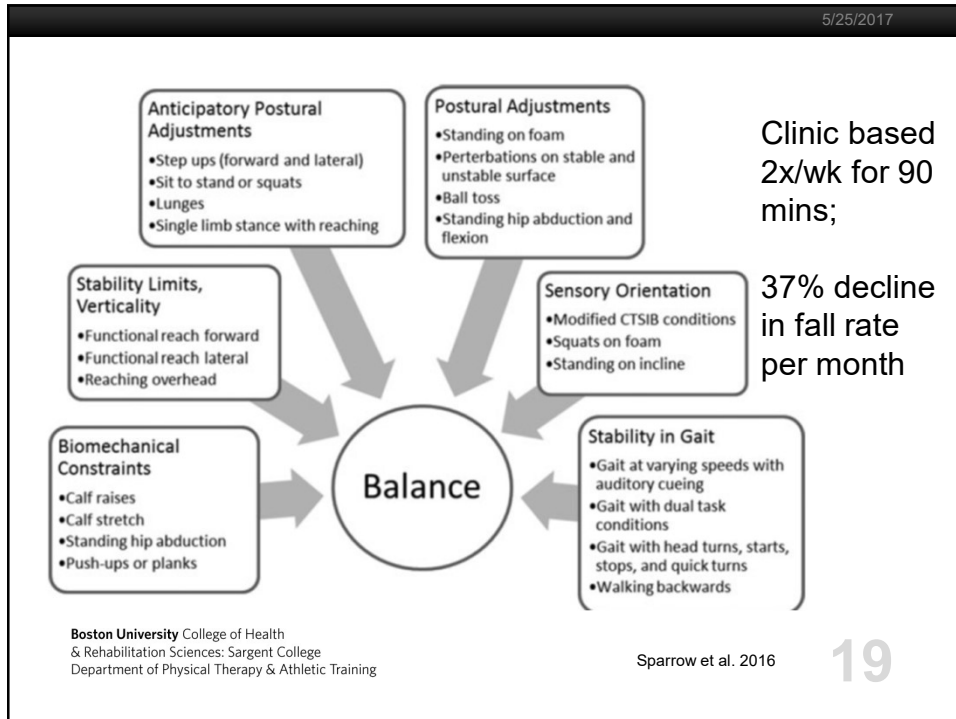 5/25/2017
Anticipatory Postural
Adjustments
•Step ups (forward and lateral)
•Sit to stand or squats
•Lunges
•Single limb stance with reaching
Postural Adjustments
•Standing on foam
•Perterbations on stable and
unstable surface
•Ball toss
•Standing hip abduction and
flexion
Clinic based
2x/wk for 90
mins;
37% decline
in fall rate
per month
Stability Limits,
Verticality
•Functional reach forward
•Functional reach lateral
•Reaching overhead
Sensory Orientation
•Modified CTSIB conditions
•Squats on foam
•Standing on incline
Biomechanical
Constraints
•Calf raises
•Calf stretch
•Standing hip abduction
•Push-ups or planks
Balance
Stability in Gait
•Gait at varying speeds with
auditory cueing
•Gait with dual task
conditions
•Gait with head turns, starts,
stops, and quick turns
•Walking backwards
Boston University College of Health
& Rehabilitation Sciences: Sargent College
Department of Physical Therapy & Athletic Training
Sparrow et al. 2016
19